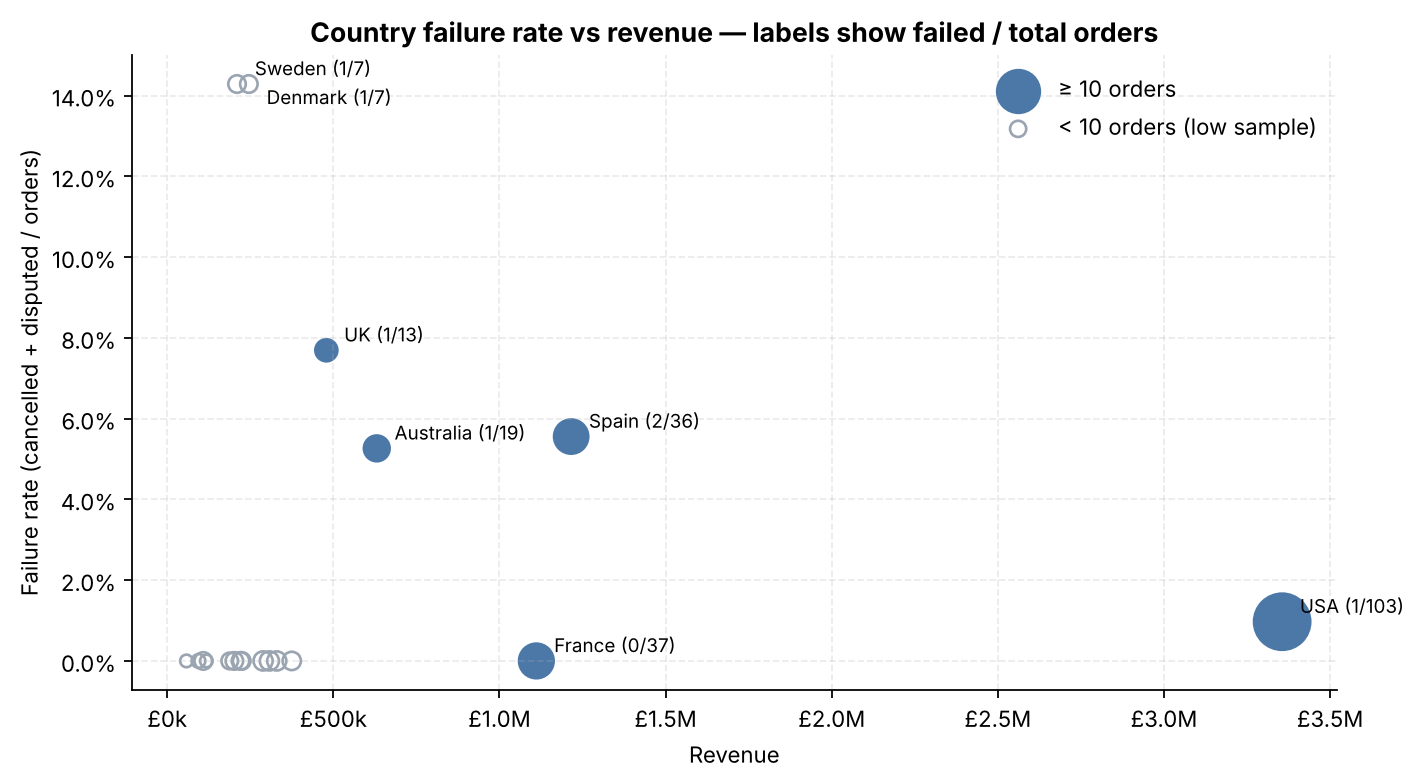 Country failure rate vs revenue — labels show failed / total orders
Sweden (1/7)
Denmark (1/7)
≥ 10 orders
< 10 orders (low sample)
14.0%
12.0%
10.0%
8.0%
6.0%
4.0%
2.0%
0.0%
Failure rate (cancelled + disputed / orders)
UK (1/13)
Australia (1/19)
Spain (2/36)
USA (1/103)
France (0/37)
£0k
£500k
£1.0M
£1.5M
£2.0M
£2.5M
£3.0M
£3.5M
Revenue